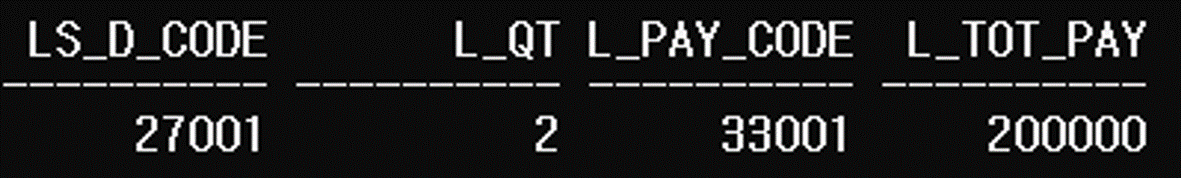 LS_D_CODE L_QT L_PAY_CODE L_TOT_PAY
---------- ---------- ---------- ----------
27001 2 33001 200000